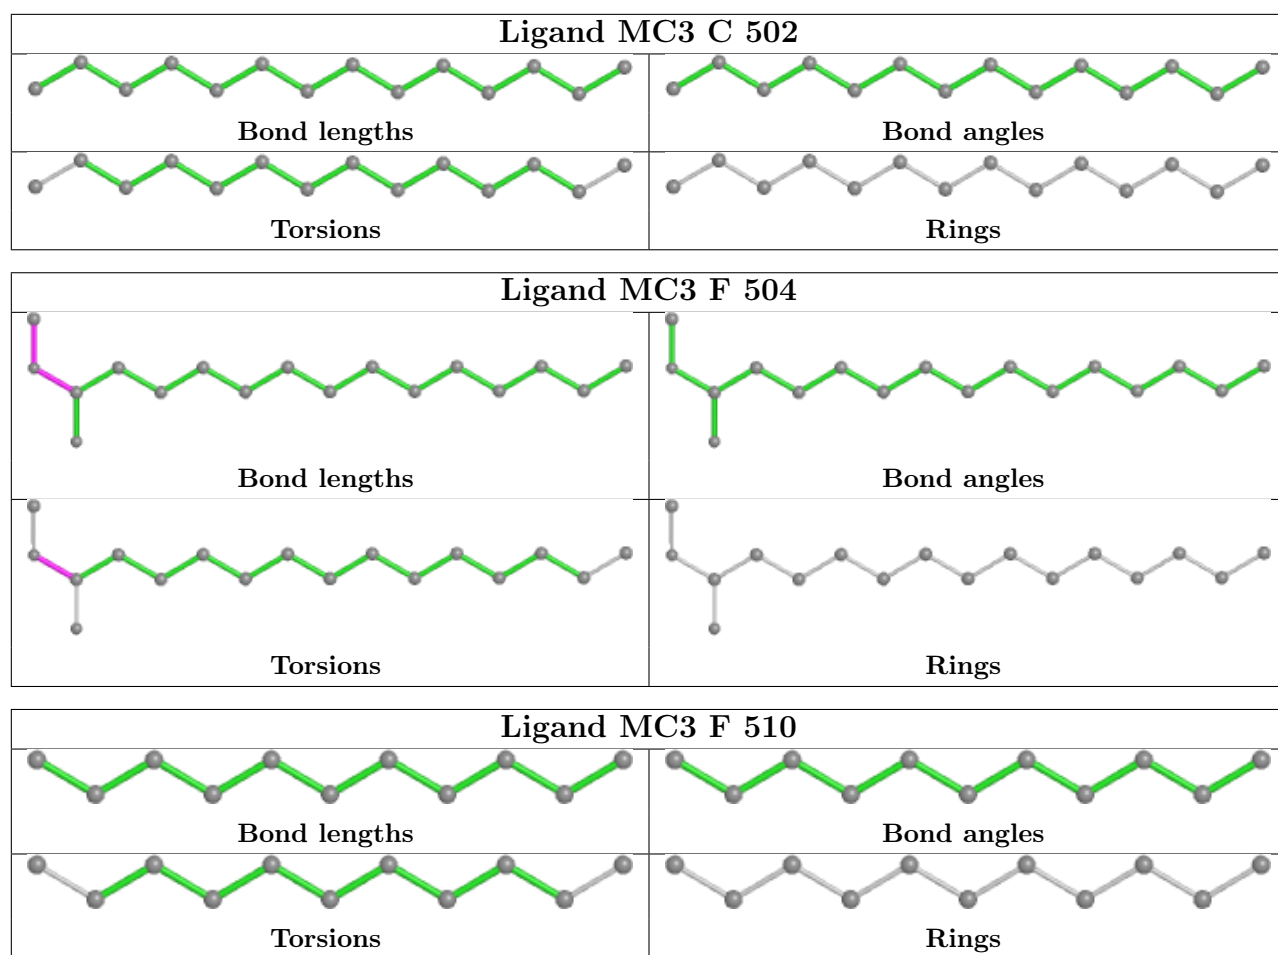 Ligand MC3 C 502
Bond lengths
Bond angles
Torsions
Rings
Ligand MC3 F 504
Bond lengths
Bond angles
Torsions
Rings
Ligand MC3 F 510
Bond lengths
Bond angles
Torsions
Rings